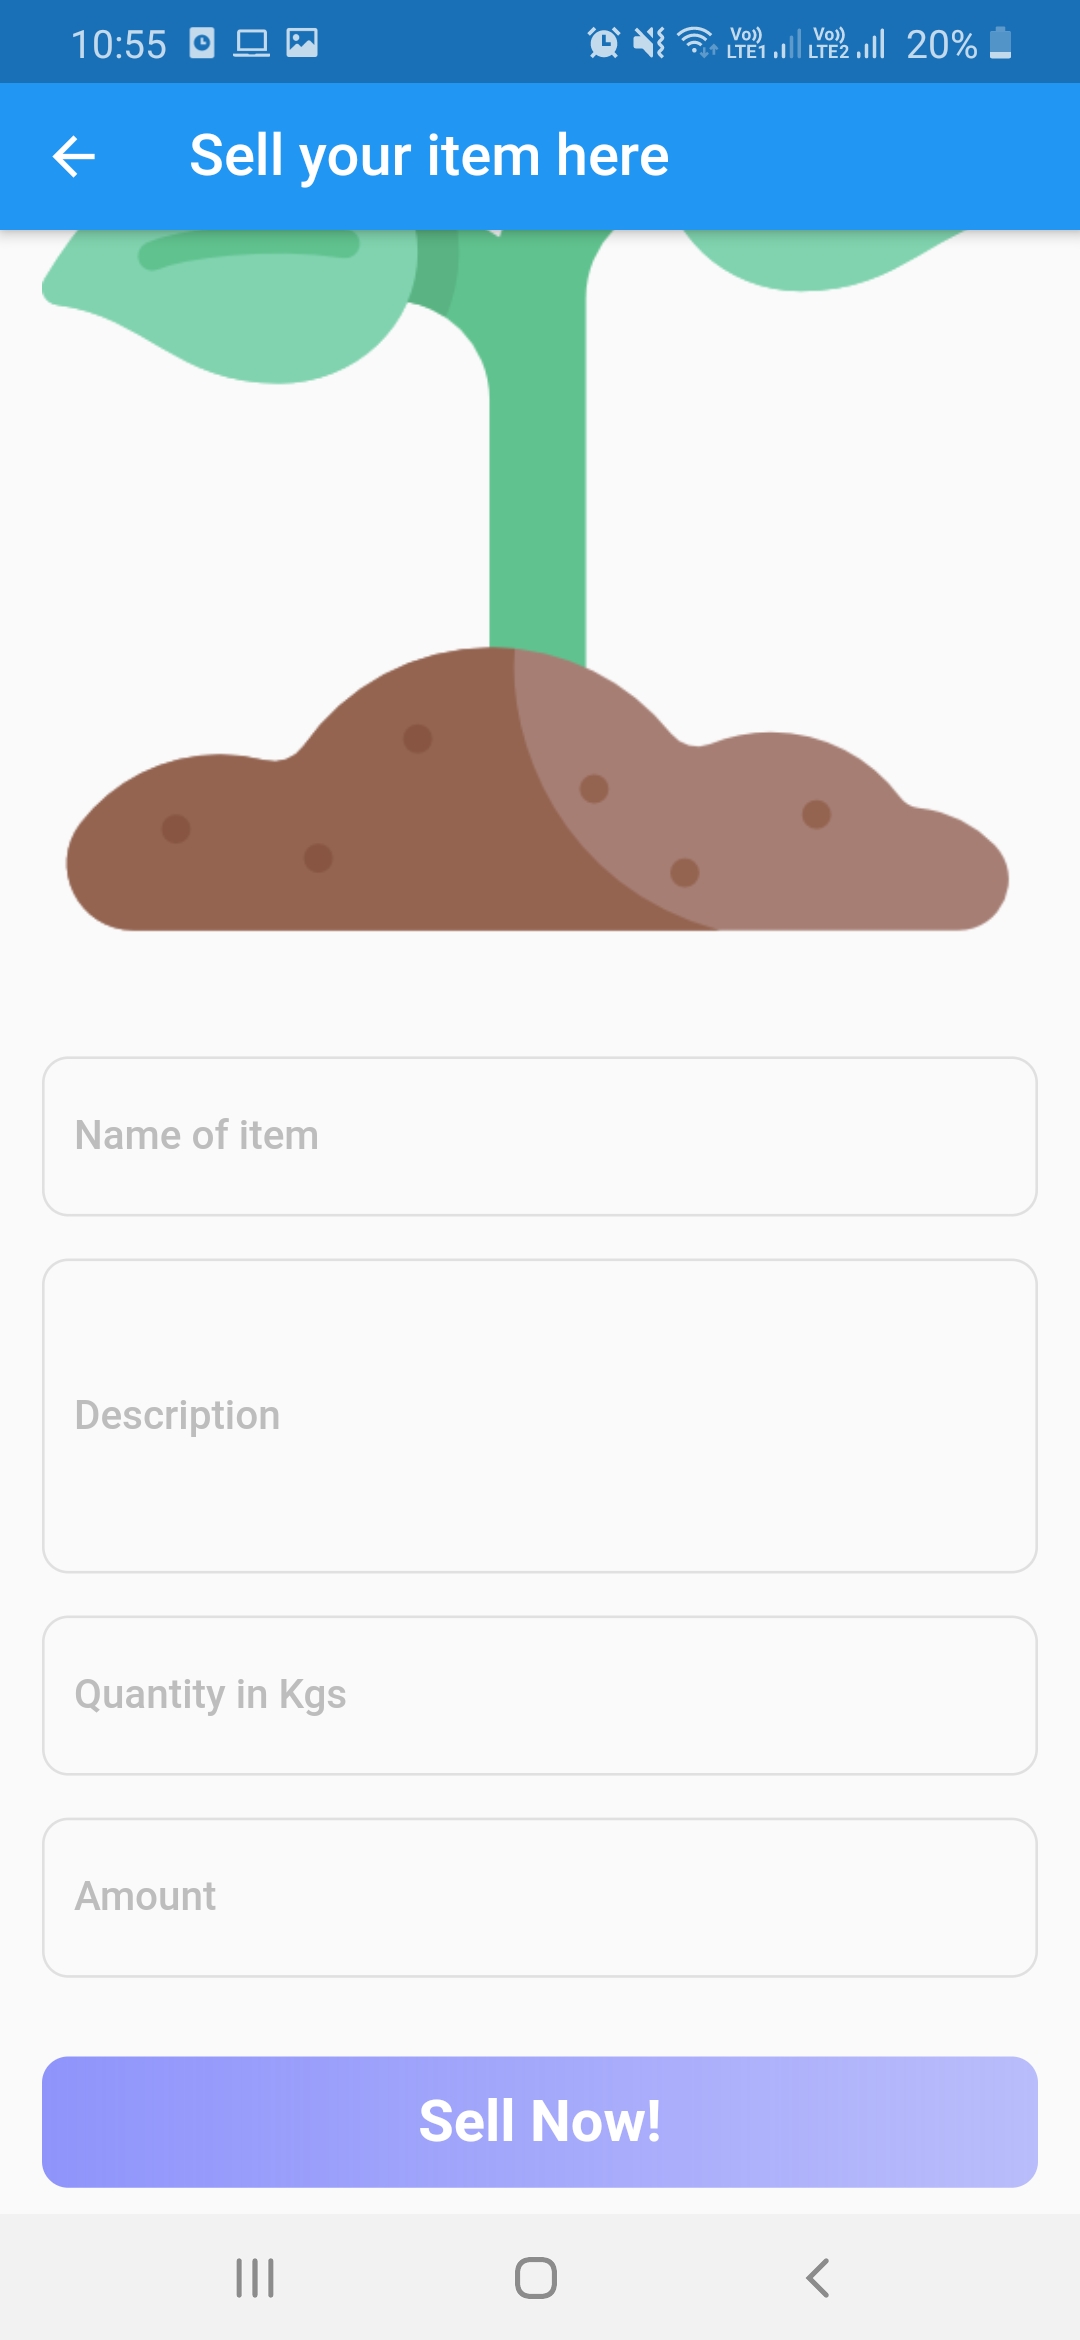 10:55 Vo)) LTE1 Vo)) LTE2 20%
Sell your item here
Name of item
Description
Quantity in Kgs
Amount
Sell Now!